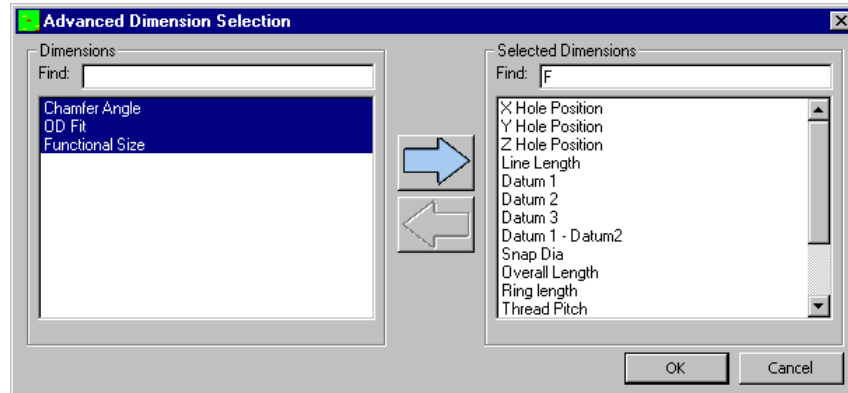 Advanced Dimension Selection
Dimensions
Find:
Chamfer Angle
OD Fit
Functional Size
Selected Dimensions
Find: F
X Hole Position
Y Hole Position
Z Hole Position
Line Length
Datum 1
Datum 2
Datum 3
Datum 1 - Datum2
Snap Dia
Overall Length
Ring length
Thread Pitch
OK
Cancel